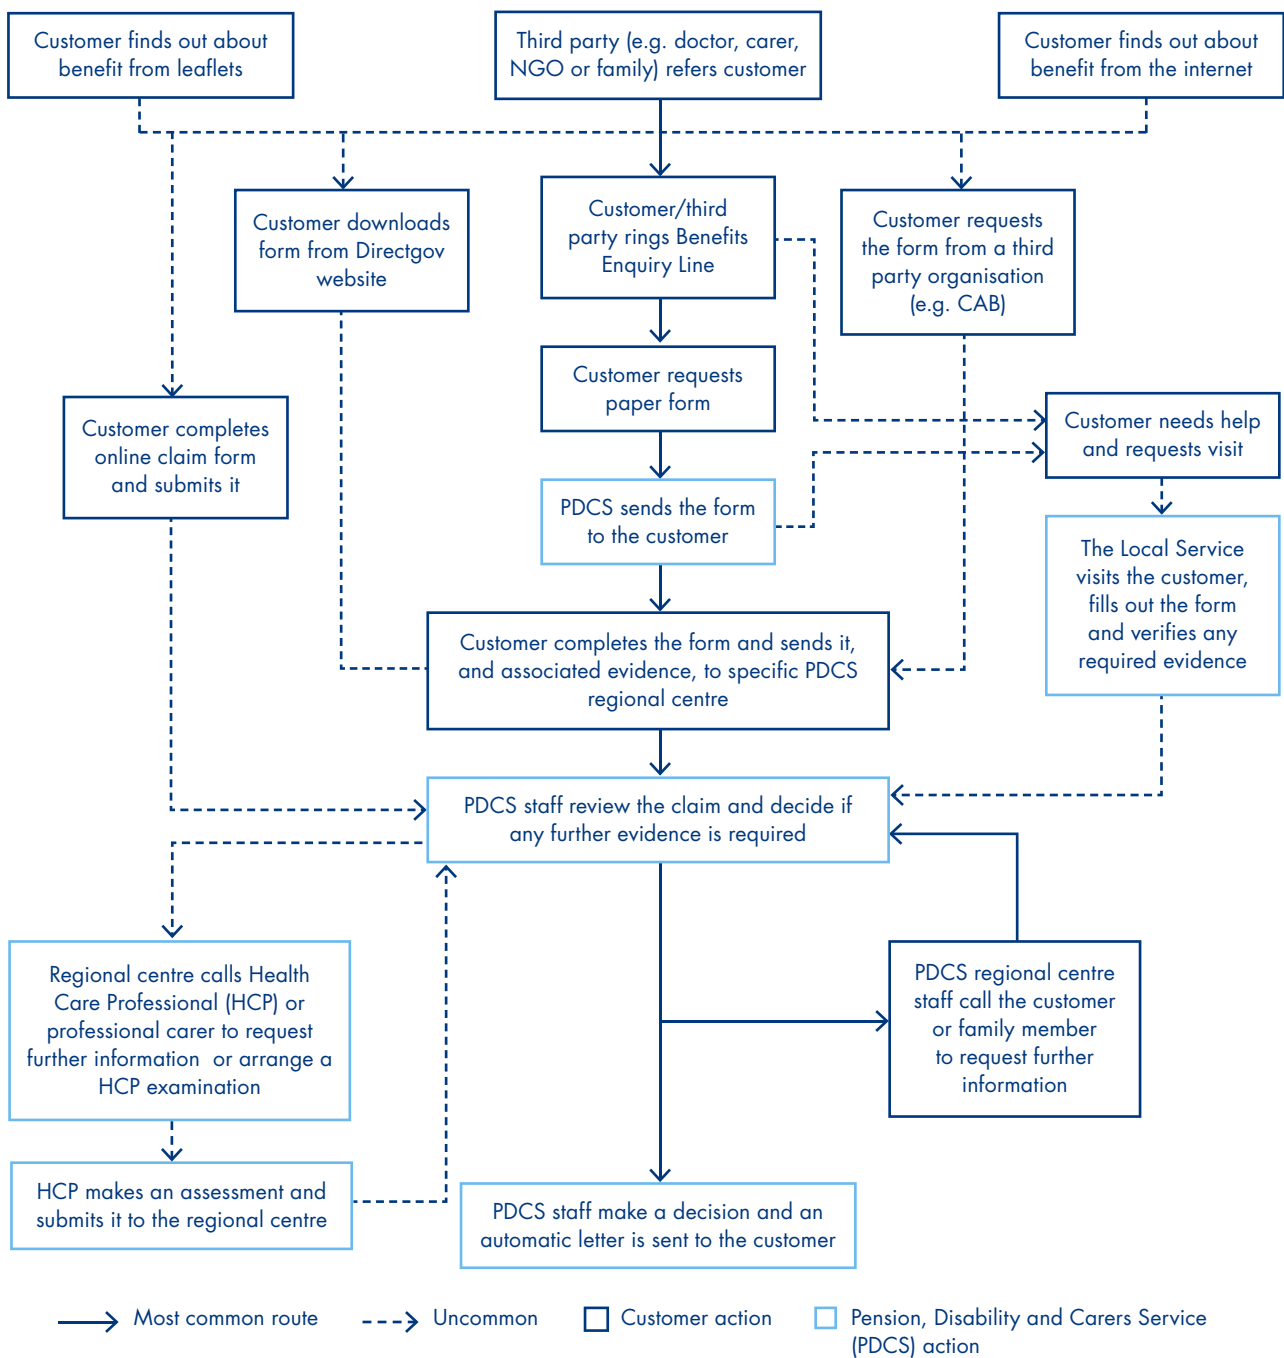 Customer finds out about
benefit from leaflets
Third party (e.g. doctor, carer,
NGO or family) refers customer
Customer finds out about
benefit from the internet
Customer downloads
form from Directgov
website
Customer/third
party rings Benefits
Enquiry Line
Customer requests
the form from a third
party organisation
(e.g. CAB)
Customer requests
paper form
Customer completes
online claim form
and submits it
Customer needs help
and requests visit
PDCS sends the form
to the customer
The Local Service
visits the customer,
fills out the form
and verifies any
required evidence
Customer completes the form and sends it,
and associated evidence, to specific PDCS
regional centre
PDCS staff review the claim and decide if
any further evidence is required
Regional centre calls Health
Care Professional (HCP) or
professional carer to request
further information or arrange a
HCP examination
PDCS regional centre
staff call the customer
or family member
to request further
information
HCP makes an assessment and
submits it to the regional centre
PDCS staff make a decision and an
automatic letter is sent to the customer
Most common route
Uncommon
Customer action
Pension, Disability and Carers Service
(PDCS) action